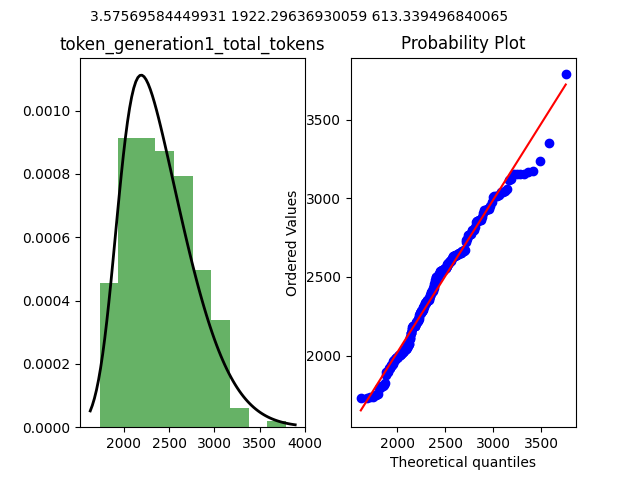 3.57569584449931 1922.29636930059 613.339496840065
token_generation1_total_tokens
0.0010
0.0008
0.0006
0.0004
0.0002
0.0000
2000 2500 3000 3500 4000
Probability Plot
Ordered Values
3500
3000
2500
2000
2000 2500 3000 3500
Theoretical quantiles